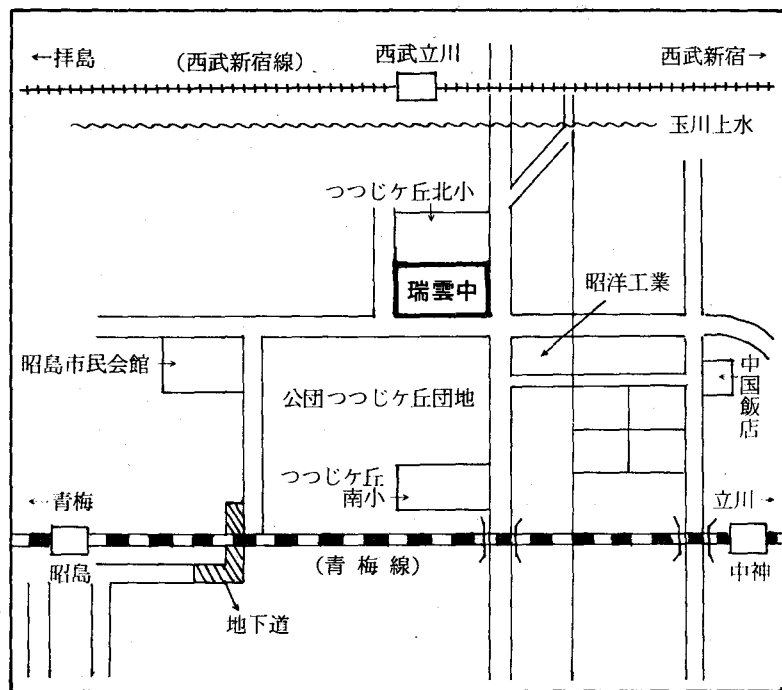 ←拝島
(西武新宿線)
西武立川
西武新宿→
玉川上水
つつじケ丘北小
瑞雲中
昭洋工業
昭島市民会館
公団つつじケ丘団地
中国飯店
つつじケ丘
南小
←青梅
立川→
昭島
(青梅線)
中神
地下道